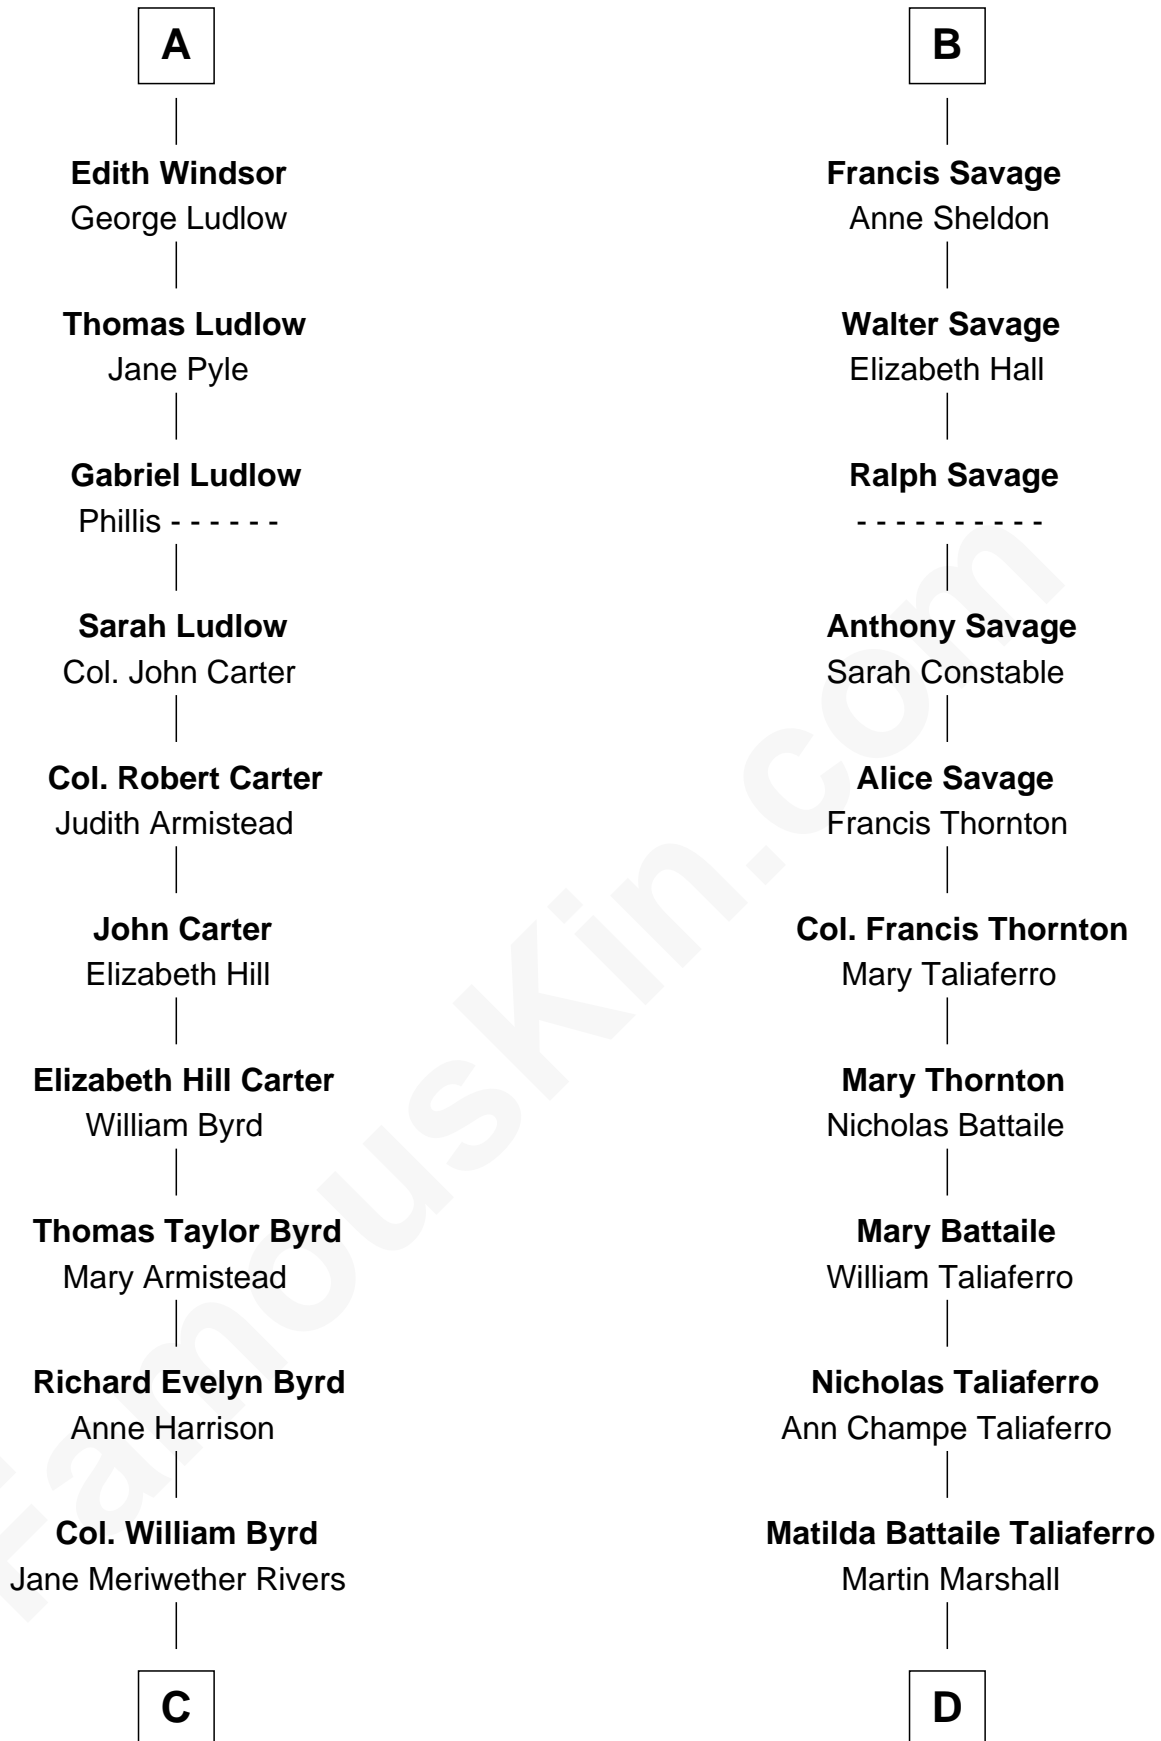 A
Edith Windsor
George Ludlow
Thomas Ludlow
Jane Pyle
Gabriel Ludlow
Phillis - - - - - -
Sarah Ludlow
Col. John Carter
Col. Robert Carter
Judith Armistead
John Carter
Elizabeth Hill
Elizabeth Hill Carter
William Byrd
Thomas Taylor Byrd
Mary Armistead
Richard Evelyn Byrd
Anne Harrison
Col. William Byrd
Jane Meriwether Rivers
C
B
Francis Savage
Anne Sheldon
Walter Savage
Elizabeth Hall
Ralph Savage
- - - - - - - - - -
Anthony Savage
Sarah Constable
Alice Savage
Francis Thornton
Col. Francis Thornton
Mary Taliaferro
Mary Thornton
Nicholas Battaile
Mary Battaile
William Taliaferro
Nicholas Taliaferro
Ann Champe Taliaferro
Matilda Battaile Taliaferro
Martin Marshall
D
FamousKin.com